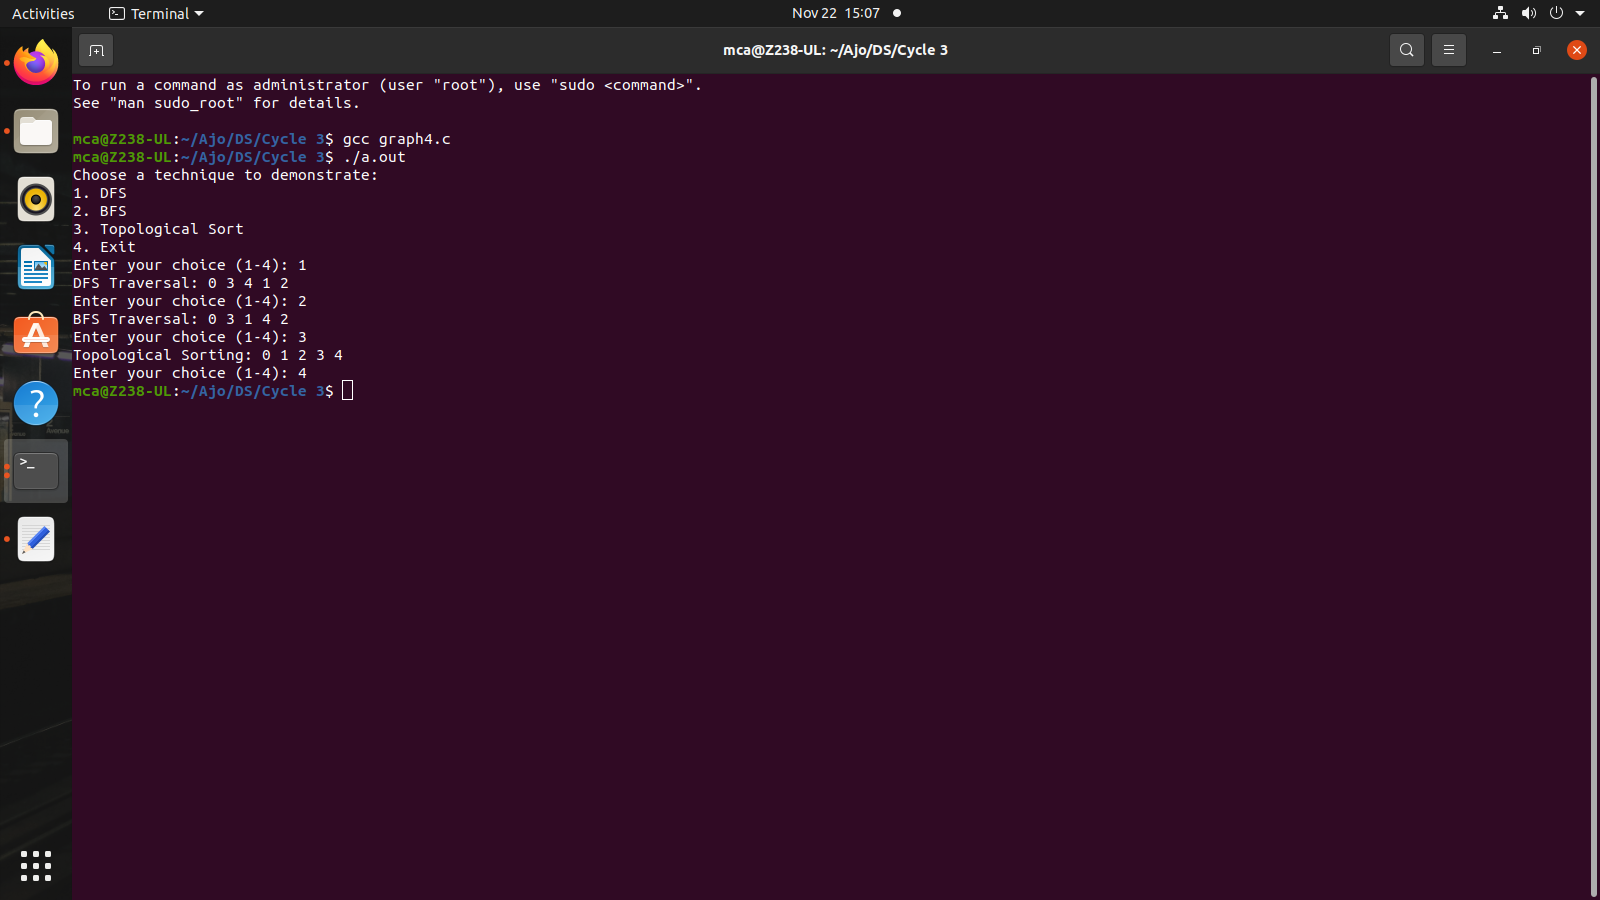 Activities
Terminal
Nov 22 15:07
mca@Z238-UL: ~/Ajo/DS/Cycle 3
To run a command as administrator (user "root"), use "sudo <command>".
See "man sudo_root" for details.
mca@Z238-UL:~/Ajo/DS/Cycle 3$ gcc graph4.c
mca@Z238-UL:~/Ajo/DS/Cycle 3$ ./a.out
Choose a technique to demonstrate:
1. DFS
2. BFS
3. Topological Sort
4. Exit
Enter your choice (1-4): 1
DFS Traversal: 0 3 4 1 2
Enter your choice (1-4): 2
BFS Traversal: 0 3 1 4 2
Enter your choice (1-4): 3
Topological Sorting: 0 1 2 3 4
Enter your choice (1-4): 4
mca@Z238-UL:~/Ajo/DS/Cycle 3$